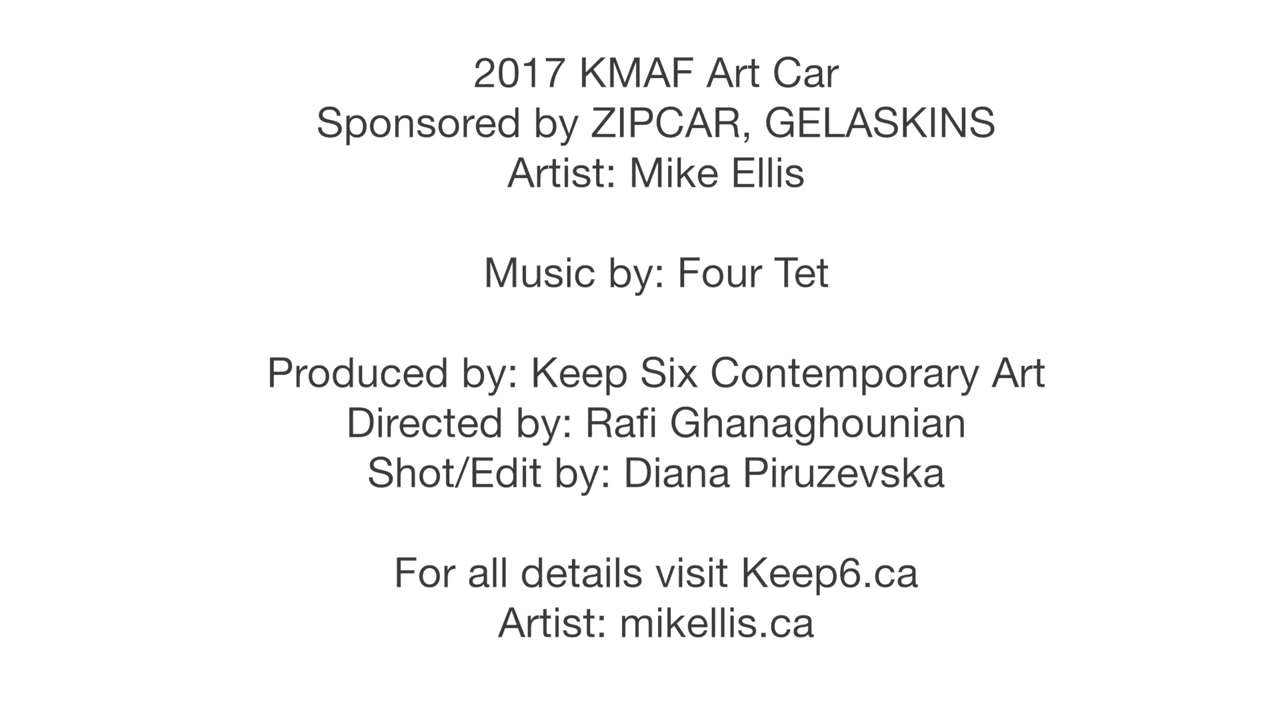 2017 KMAF Art Car
Sponsored by ZIPCAR, GELASKINS
Artist: Mike Ellis
Music by: Four Tet
Produced by: Keep Six Contemporary Art
Directed by: Rafi Ghanaghounian
Shot/Edit by: Diana Piruzevska
For all details visit Keep6.ca
Artist: mikellis.ca